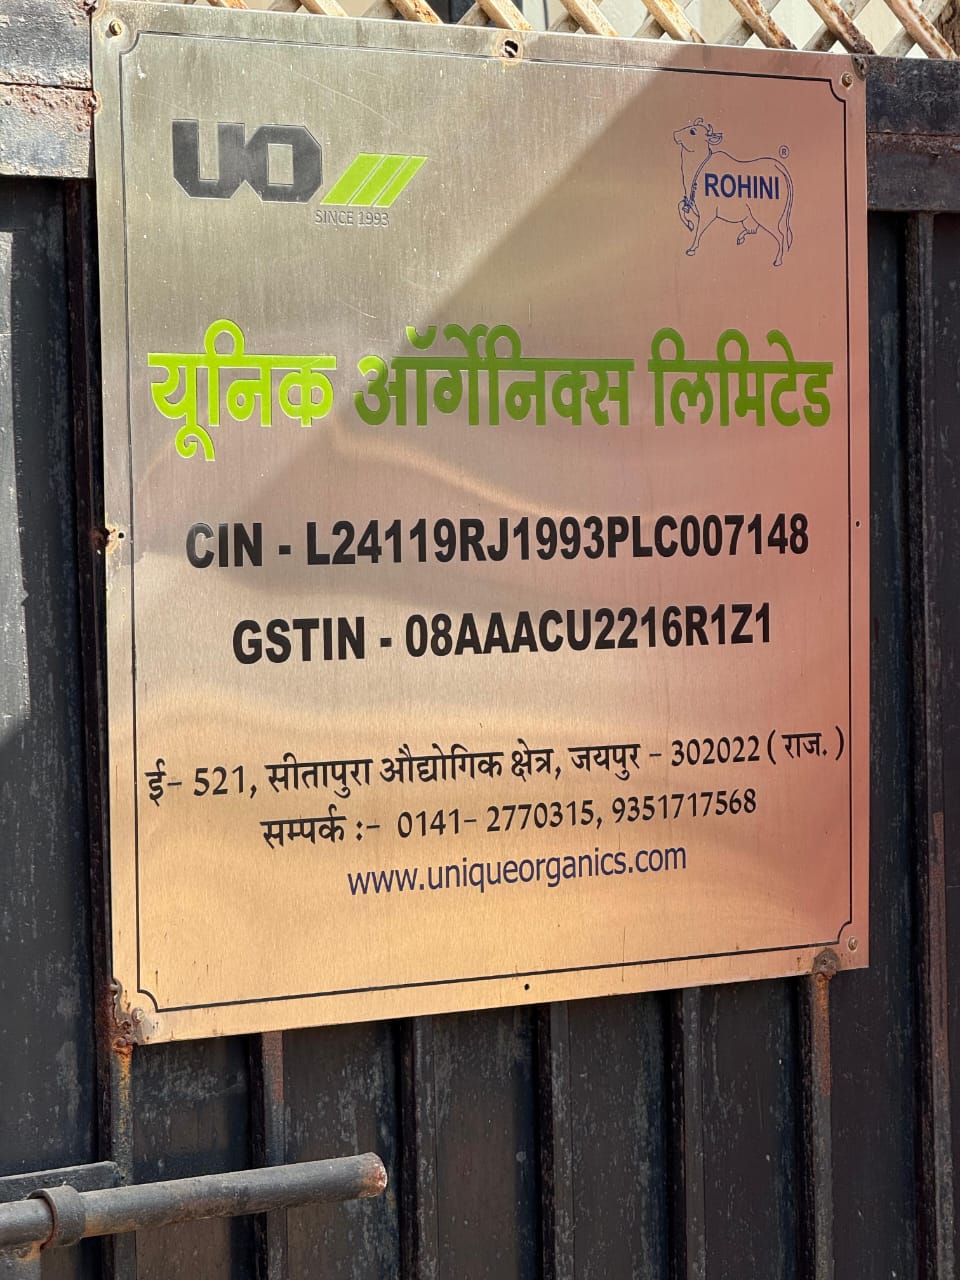 UO
SINCE 1993
ROHINI ®
यूनिक ऑर्गेनिक्स लिमिटेड
CIN - L24119RJ1993PLC007148
GSTIN - 08AAACU2216R1Z1
ई- 521, सीतापुरा औद्योगिक क्षेत्र, जयपुर - 302022 ( राज. )
सम्पर्क :- 0141- 2770315, 9351717568
www.uniqueorganics.com